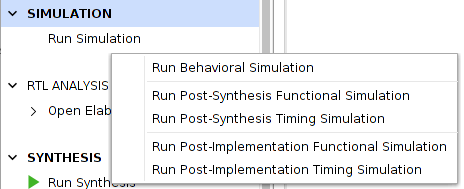 SIMULATION
Run Simulation
Run Behavioral Simulation
Run Post-Synthesis Functional Simulation
Run Post-Synthesis Timing Simulation
Run Post-Implementation Functional Simulation
Run Post-Implementation Timing Simulation
RTL ANALYSIS
Open Elab
SYNTHESIS
Run Synthesis